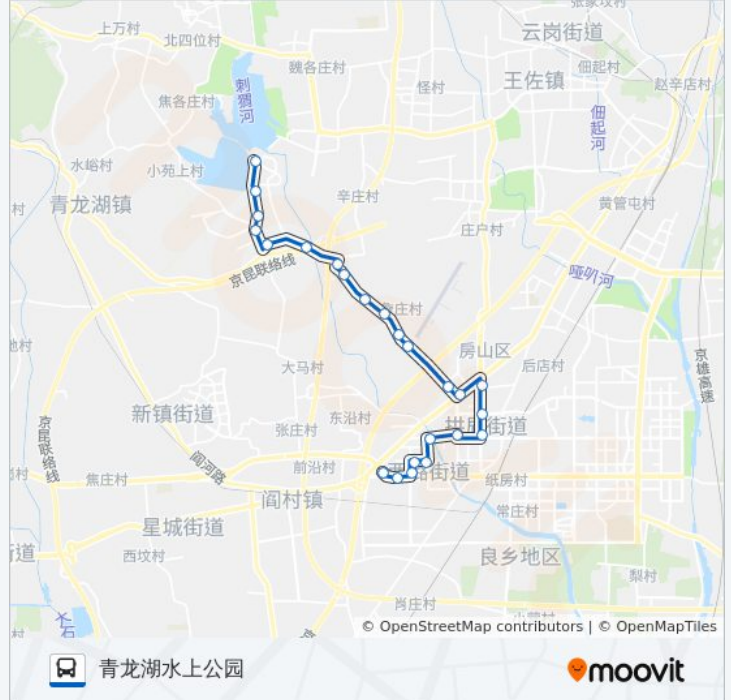 张家坟村
上万村
云岗街道
北四位村
魏各庄村
佃起村
王佐镇
怪村
赵辛店村
刺猬河
焦各庄村
佃起河
水峪村
小苑上村
辛庄村
青龙湖镇
黄管屯村
村
庄户村
京昆联络线
哑叭河
庄村
房山区
后店村
大马村
京雄高速
新镇街道
东沿村
拱辰街道
张庄村
京昆联络线
前沿村
阎河路
西潞街道
焦庄村
纸房村
阎村镇
常庄村
星城街道
西坟村
良乡地区
街道
梨村
肖庄村
村
© OpenStreetMap contributors | © OpenMapTiles
青龙湖水上公园
moovit